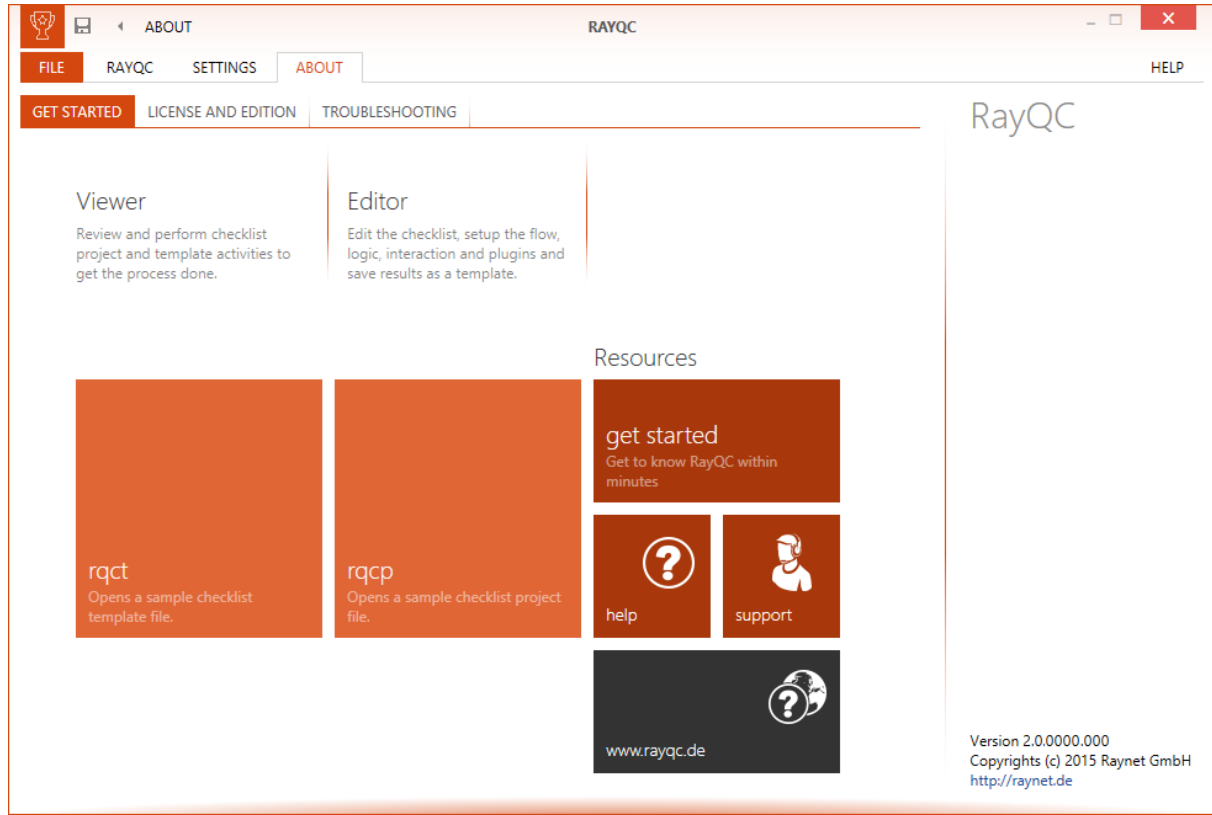 ABOUT
RAYQC
FILE RAYQC SETTINGS ABOUT HELP
GET STARTED LICENSE AND EDITION TROUBLESHOOTING
RayQC
Viewer
Review and perform checklist
project and template activities to
get the process done.
Editor
Edit the checklist, setup the flow,
logic, interaction and plugins and
save results as a template.
Resources
get started
Get to know RayQC within
minutes
rqct
Opens a sample checklist
template file.
rqcp
Opens a sample checklist project
file.
help
support
www.rayqc.de
Version 2.0.0000.000
Copyrights (c) 2015 Raynet GmbH
http://raynet.de